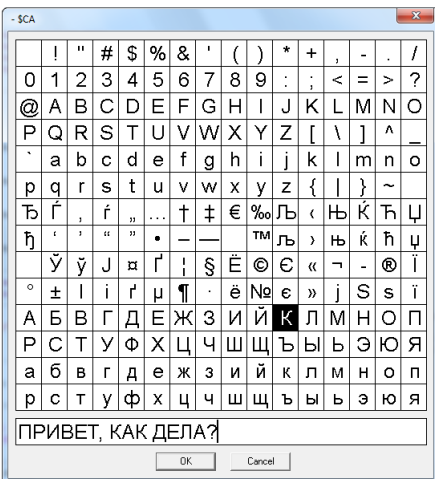 - $CA
! " # $ % & ' ( ) * + , - . /
0 1 2 3 4 5 6 7 8 9 : ; < = > ?
@ A B C D E F G H I J K L M N O
P Q R S T U V W X Y Z [ \ ] ^ _
` a b c d e f g h i j k l m n o
p q r s t u v w x y z { | } ~
Ђ Ѓ ‚ ѓ „ … † ‡ € ‰ Љ ‹ Њ Ќ Ћ Џ
ђ ‘ ’ “ ” • – — ™ љ › њ ќ ћ џ
Ў ў Ј ¤ Ґ ¦ § Ё © Є « ¬ - ® Ї
° ± І і ґ µ ¶ · ё № є » ј Ѕ ѕ ї
А Б В Г Д Е Ж З И Й К Л М Н О П
Р С Т У Ф Х Ц Ч Ш Щ Ъ Ы Ь Э Ю Я
а б в г д е ж з и й к л м н о п
р с т у ф х ц ч ш щ ъ ы ь э ю я
ПРИВЕТ, КАК ДЕЛА?
OK Cancel